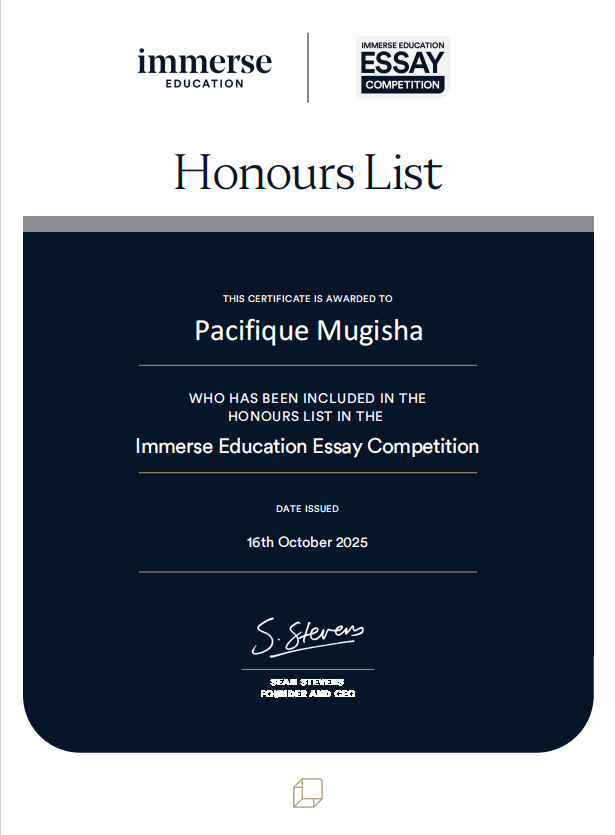 immerse
EDUCATION
IMMERSE EDUCATION
ESSAY
COMPETITION
Honours List
THIS CERTIFICATE IS AWARDED TO
Pacifique Mugisha
WHO HAS BEEN INCLUDED IN THE
HONOURS LIST IN THE
Immerse Education Essay Competition
DATE ISSUED
16th October 2025
S. Stevens
SEAN STEVENS
FOUNDER AND CEO